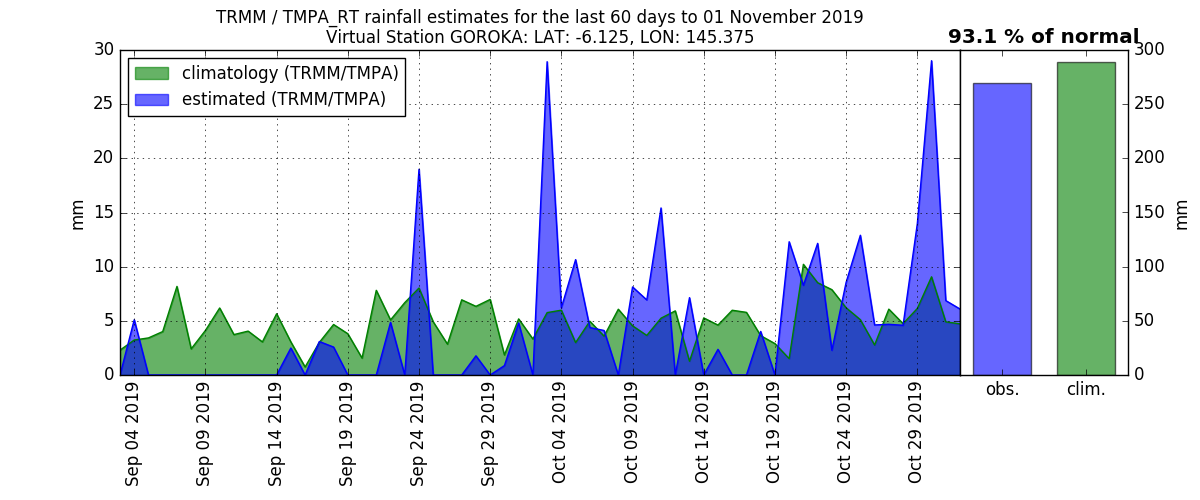 TRMM / TMPA_RT rainfall estimates for the last 60 days to 01 November 2019
Virtual Station GOROKA: LAT: -6.125, LON: 145.375
93.1 % of normal
climatology (TRMM/TMPA)
estimated (TRMM/TMPA)
30
25
20
15
10
5
0
mm
300
250
200
150
100
50
0
mm
obs.
clim.
Sep 04 2019
Sep 09 2019
Sep 14 2019
Sep 19 2019
Sep 24 2019
Sep 29 2019
Oct 04 2019
Oct 09 2019
Oct 14 2019
Oct 19 2019
Oct 24 2019
Oct 29 2019